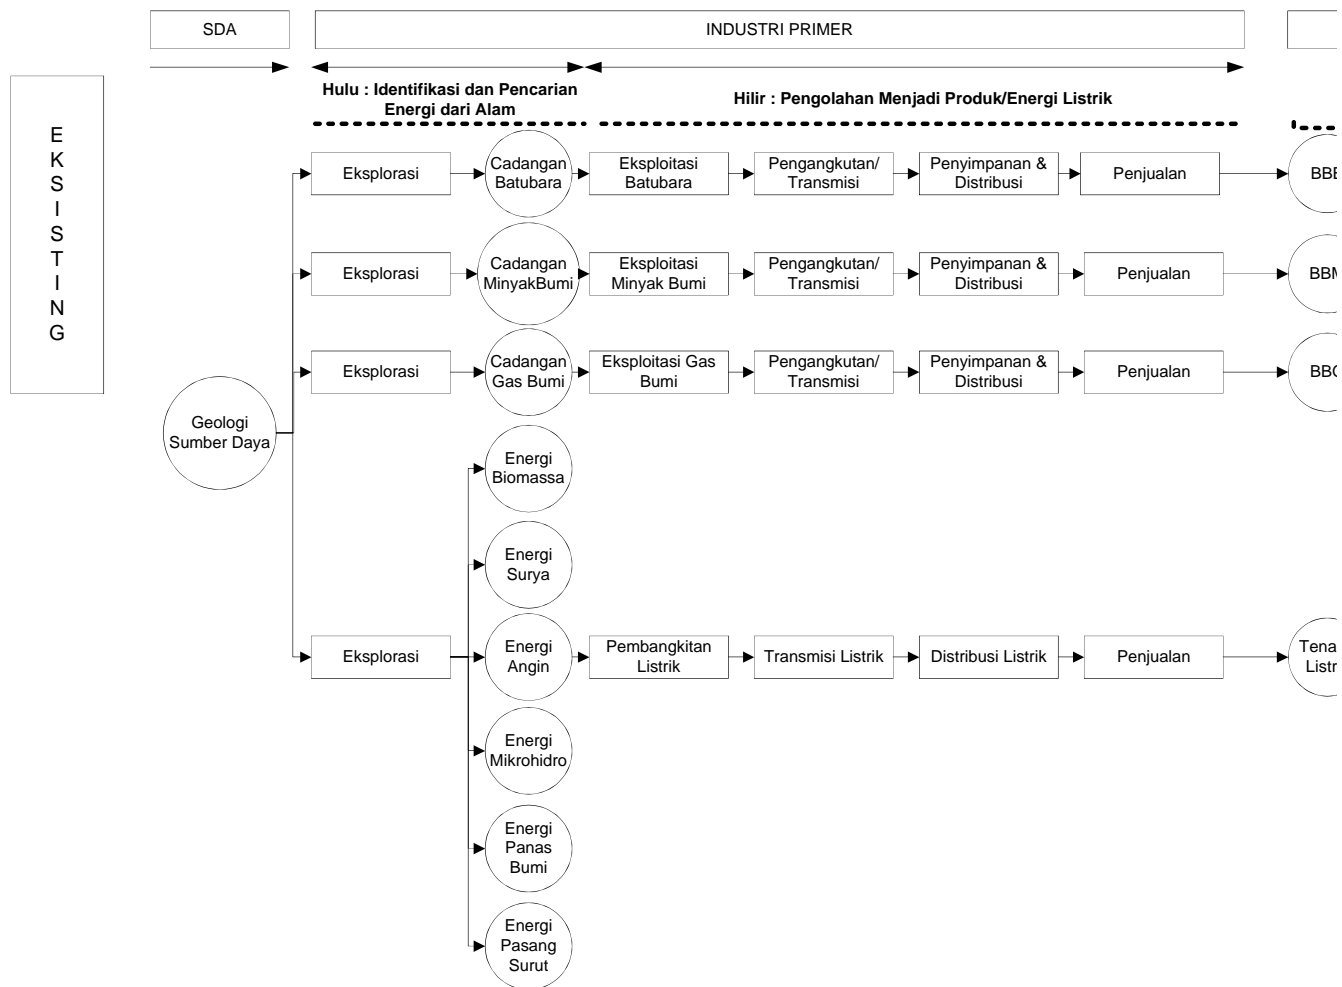 SDA
INDUSTRI PRIMER
Hulu : Identifikasi dan Pencarian
Energi dari Alam
Hilir : Pengolahan Menjadi Produk/Energi Listrik
E
K
S
I
S
T
I
N
G
Eksplorasi
Cadangan
Batubara
Eksploitasi
Batubara
Pengangkutan/
Transmisi
Penyimpanan &
Distribusi
Penjualan
Eksplorasi
Cadangan
MinyakBumi
Eksploitasi
Minyak Bumi
Pengangkutan/
Transmisi
Penyimpanan &
Distribusi
Penjualan
Eksplorasi
Cadangan
Gas Bumi
Eksploitasi Gas
Bumi
Pengangkutan/
Transmisi
Penyimpanan &
Distribusi
Penjualan
Geologi
Sumber Daya
Energi
Biomassa
Energi
Surya
Eksplorasi
Energi
Angin
Pembangkitan
Listrik
Transmisi Listrik
Distribusi Listrik
Penjualan
Energi
Mikrohidro
Energi
Panas
Bumi
Energi
Pasang
Surut